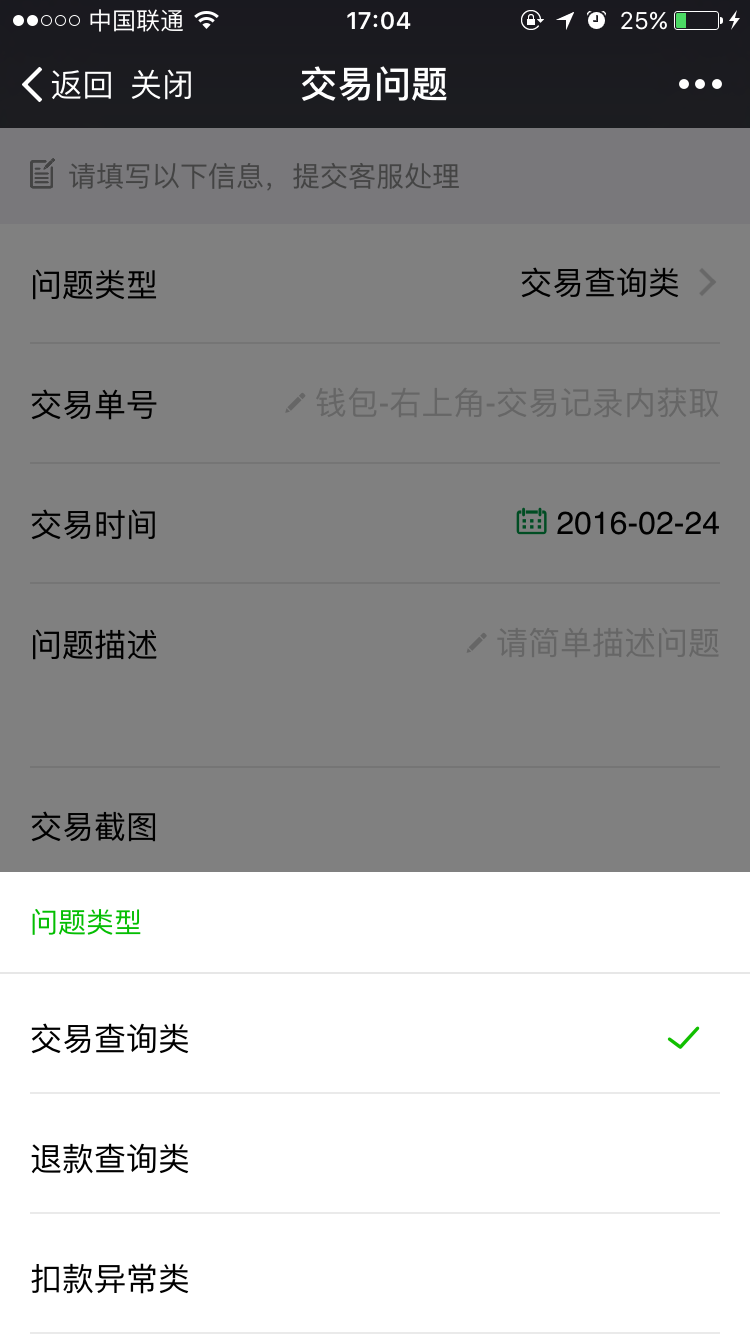 中国联通 17:04 25%
返回 关闭 交易问题
请填写以下信息，提交客服处理
问题类型 交易查询类
交易单号 钱包-右上角-交易记录内获取
交易时间 2016-02-24
问题描述 请简单描述问题
交易截图
问题类型
交易查询类
退款查询类
扣款异常类